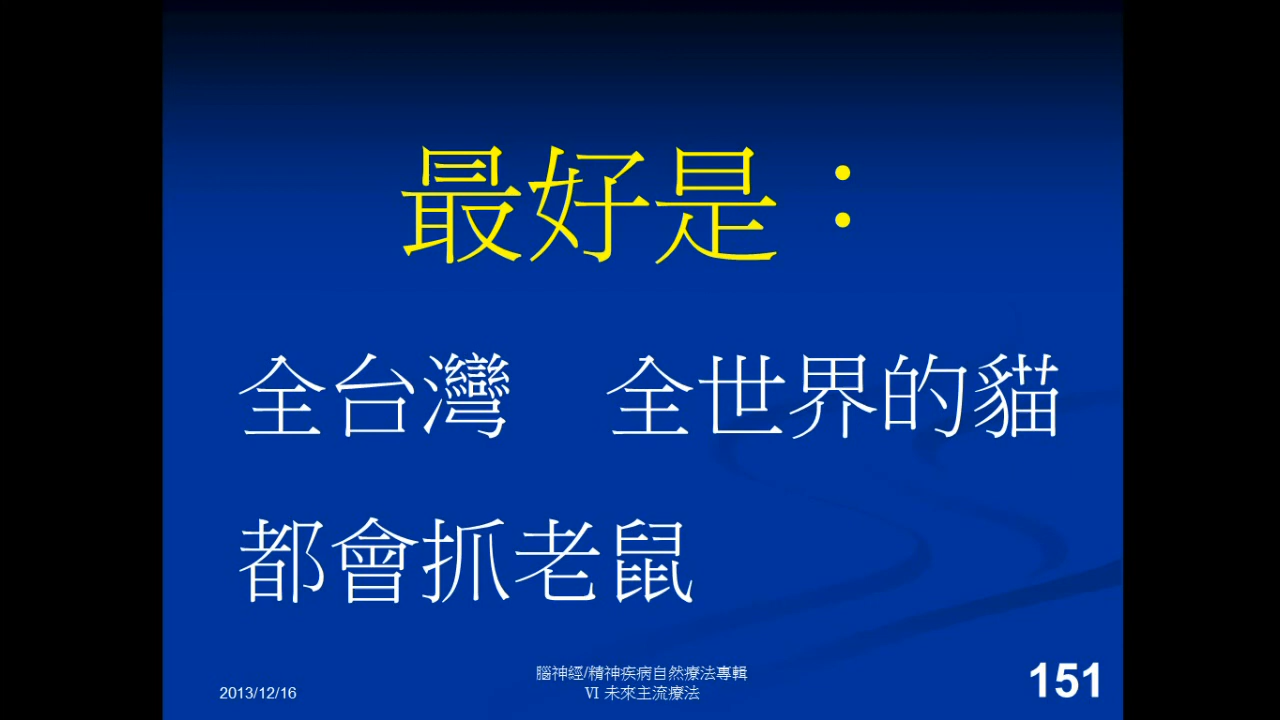 最好是：
全台灣　全世界的貓
都會抓老鼠
2013/12/16
腦神經/精神疾病自然療法專輯
VI 未來主流療法
151